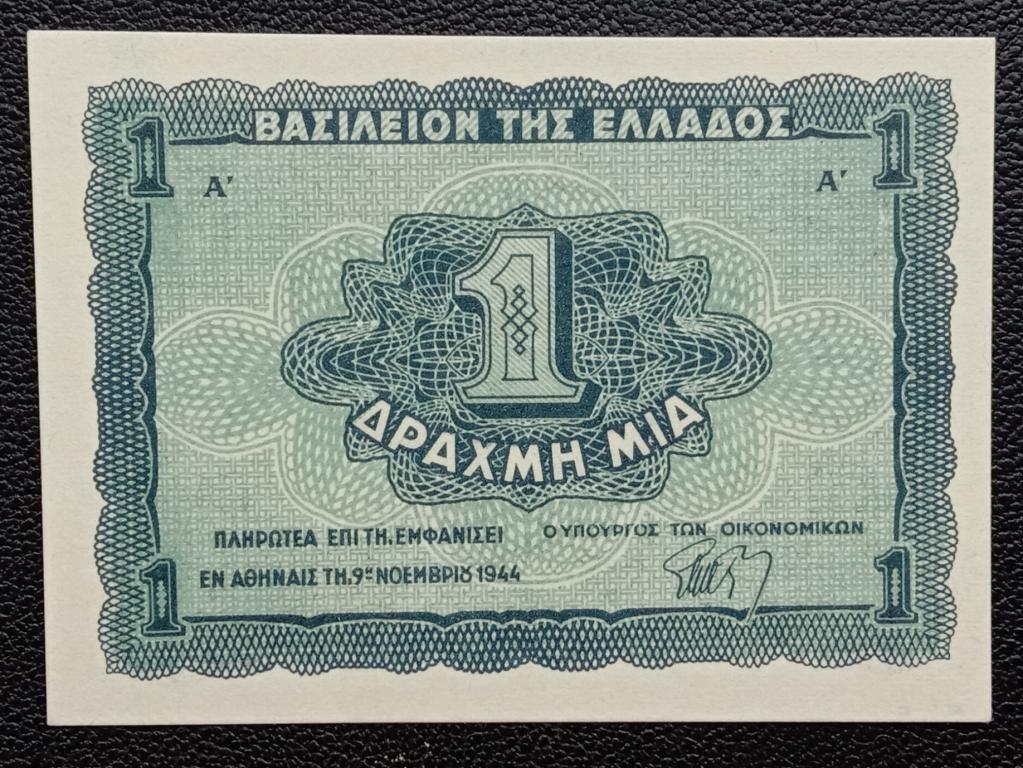 ΒΑΣΙΛΕΙΟΝ ΤΗΣ ΕΛΛΑΔΟΣ
1 1
Α' Α'
1
ΔΡΑΧΜΗ ΜΙΑ
ΠΛΗΡΩΤΕΑ ΕΠΙ ΤΗ. ΕΜΦΑΝΙΣΕΙ
Ο ΥΠΟΥΡΓΟΣ ΤΩΝ ΟΙΚΟΝΟΜΙΚΩΝ
ΕΝ ΑΘΗΝΑΙΣ ΤΗ. 9ῃ ΝΟΕΜΒΡΙȢ 1944
1 1